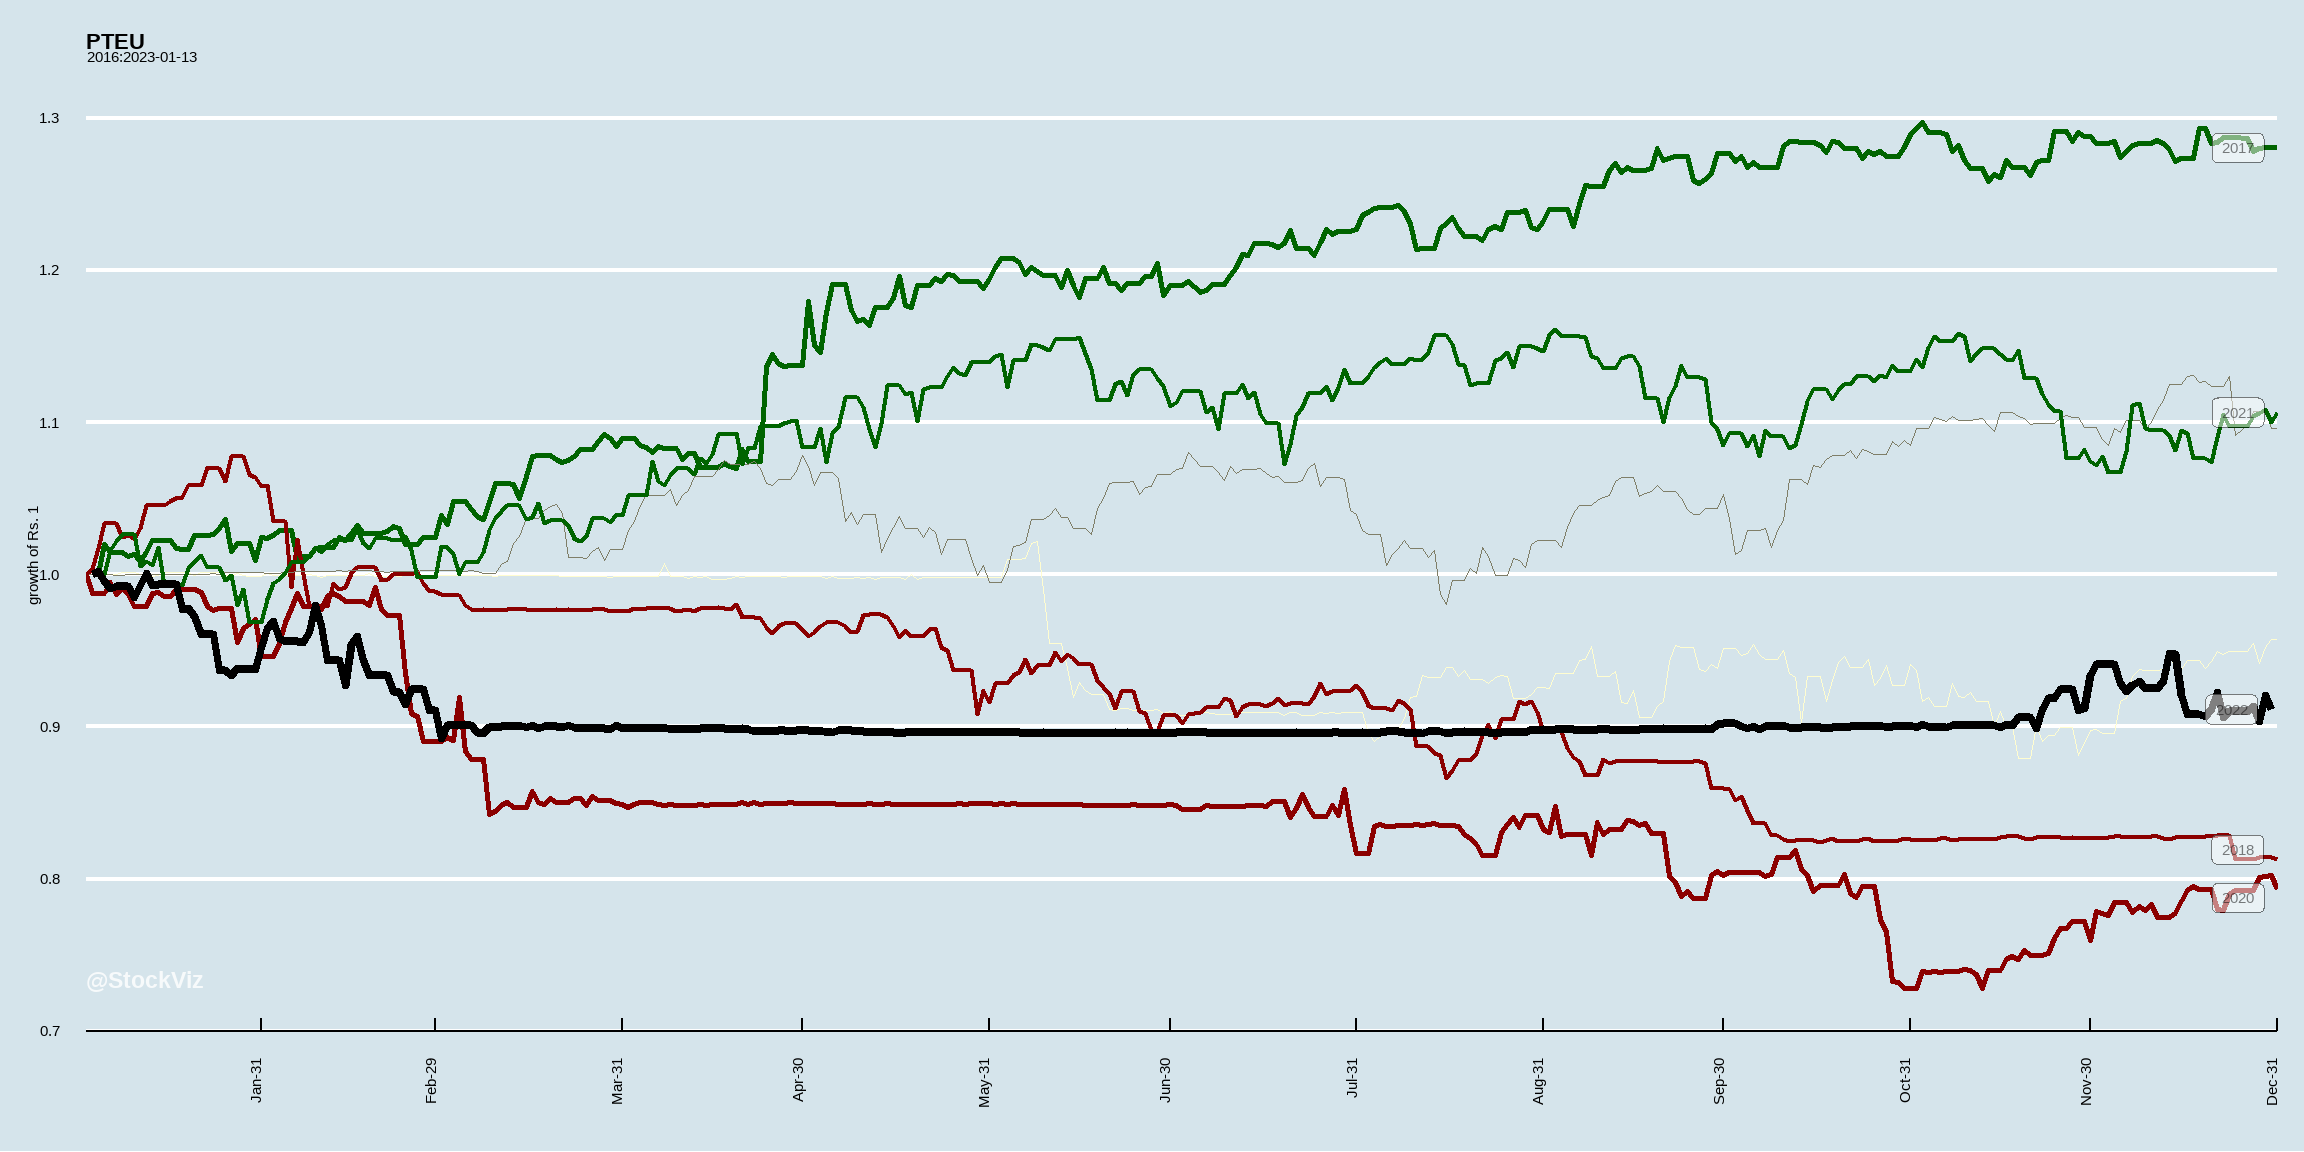 PTEU
2016:2023-01-13
1.3
1.2
1.1
1.0
0.9
0.8
0.7
growth of Rs. 1
2017
2021
2022
2018
2020
@StockViz
Jan-31
Feb-29
Mar-31
Apr-30
May-31
Jun-30
Jul-31
Aug-31
Sep-30
Oct-31
Nov-30
Dec-31